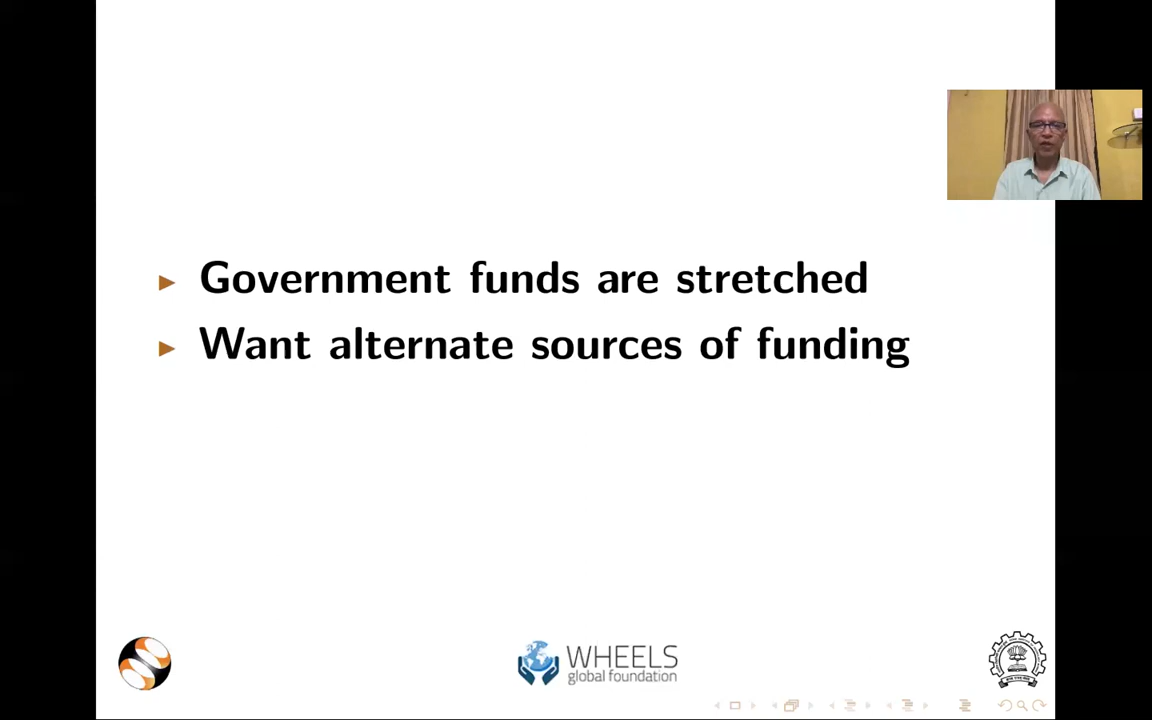 Government funds are stretched
Want alternate sources of funding
WHEELS
global foundation